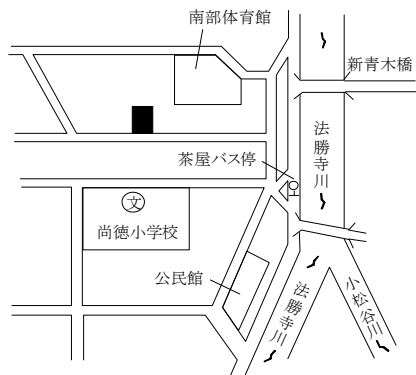 南部体育館
新青木橋
法勝寺川
茶屋バス停
文
尚徳小学校
公民館
法勝寺川
小松谷川